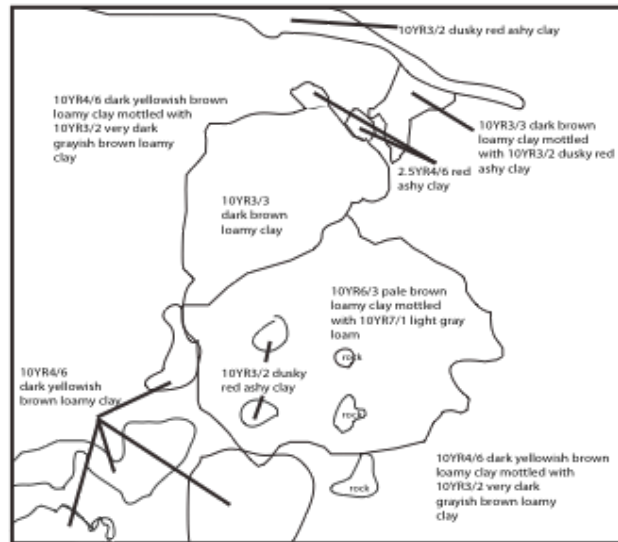 10YR3/2 dusky red ashy clay
10YR4/6 dark yellowish brown
loamy clay mottled with
10YR3/2 very dark
grayish brown loamy
clay
10YR3/3 dark brown
loamy clay mottled
with 10YR3/2 dusky red
ashy clay
2.5YR4/6 red
ashy clay
10YR3/3
dark brown
loamy clay
10YR6/3 pale brown
loamy clay mottled
with 10YR7/1 light gray
loam
rock
10YR3/2 dusky
red ashy clay
10YR4/6
dark yellowish
brown loamy clay
rock
10YR4/6 dark yellowish brown
loamy clay mottled with
10YR3/2 very dark
grayish brown loamy
clay
rock